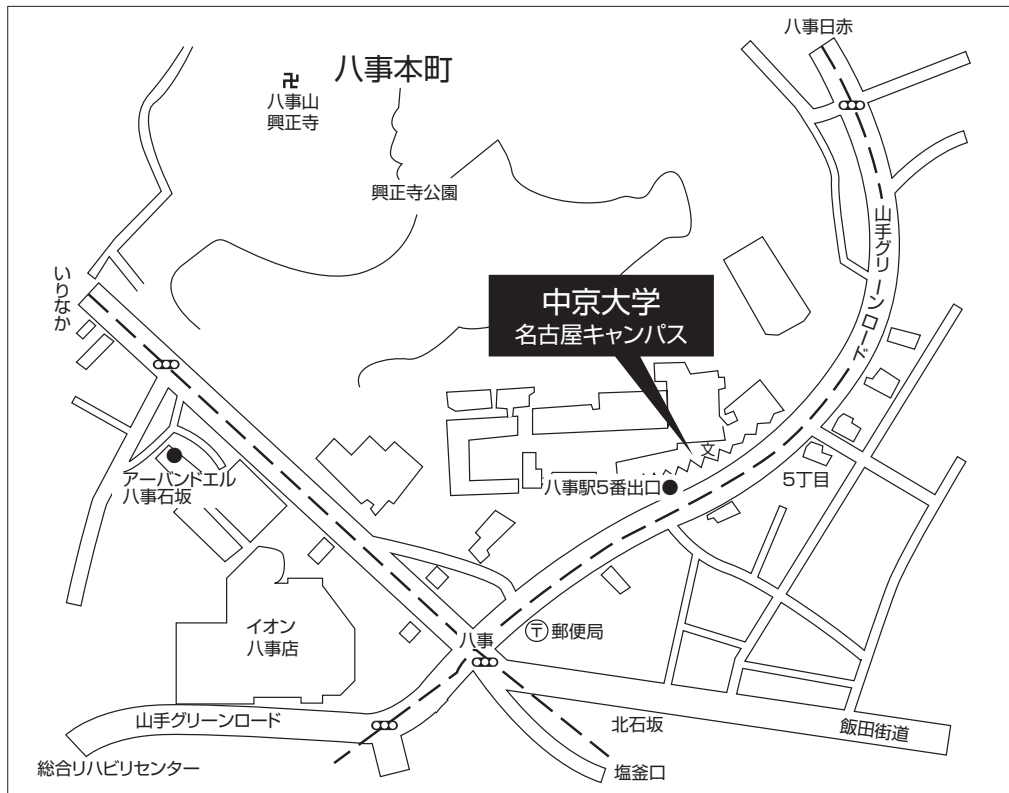 八事日赤
八事本町
卍
八事山
興正寺
興正寺公園
山手グリーンロード
いりなか
中京大学
名古屋キャンパス
文
アーバンドエル
八事石坂
八事駅5番出口
5丁目
イオン
八事店
八事
〒郵便局
山手グリーンロード
北石坂
飯田街道
総合リハビリセンター
塩釜口